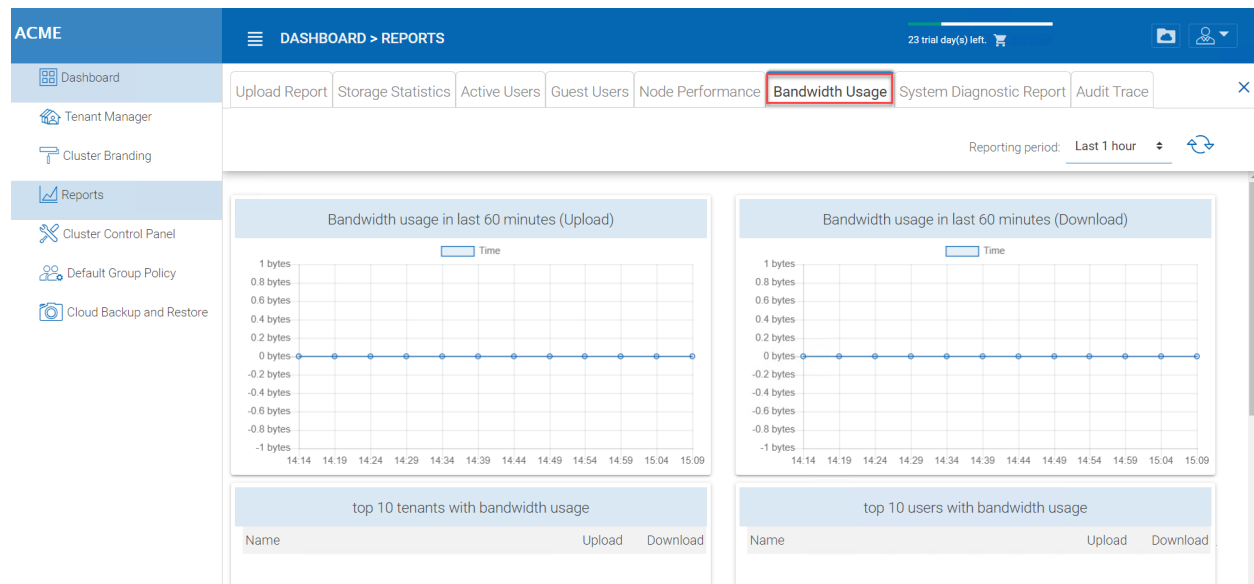 ACME
DASHBOARD > REPORTS
23 trial day(s) left.
Dashboard
Tenant Manager
Cluster Branding
Reports
Cluster Control Panel
Default Group Policy
Cloud Backup and Restore
Upload Report Storage Statistics Active Users Guest Users Node Performance Bandwidth Usage System Diagnostic Report Audit Trace
Reporting period: Last 1 hour
Bandwidth usage in last 60 minutes (Upload)
Time
1 bytes
0.8 bytes
0.6 bytes
0.4 bytes
0.2 bytes
0 bytes
-0.2 bytes
-0.4 bytes
-0.6 bytes
-0.8 bytes
-1 bytes
14:14 14:19 14:24 14:29 14:34 14:39 14:44 14:49 14:54 14:59 15:04 15:09
Bandwidth usage in last 60 minutes (Download)
Time
1 bytes
0.8 bytes
0.6 bytes
0.4 bytes
0.2 bytes
0 bytes
-0.2 bytes
-0.4 bytes
-0.6 bytes
-0.8 bytes
-1 bytes
14:14 14:19 14:24 14:29 14:34 14:39 14:44 14:49 14:54 14:59 15:04 15:09
top 10 tenants with bandwidth usage
Name Upload Download
top 10 users with bandwidth usage
Name Upload Download